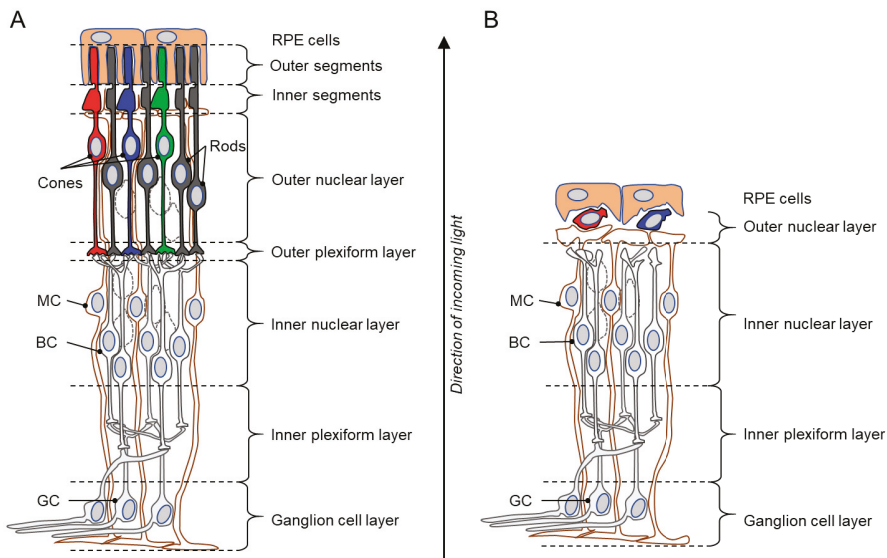 A
RPE cells
Outer segments
Inner segments
Rods
Cones
Outer nuclear layer
Outer plexiform layer
MC
BC
Inner nuclear layer
Inner plexiform layer
GC
Ganglion cell layer
Direction of incoming light
B
RPE cells
Outer nuclear layer
MC
BC
Inner nuclear layer
Inner plexiform layer
GC
Ganglion cell layer